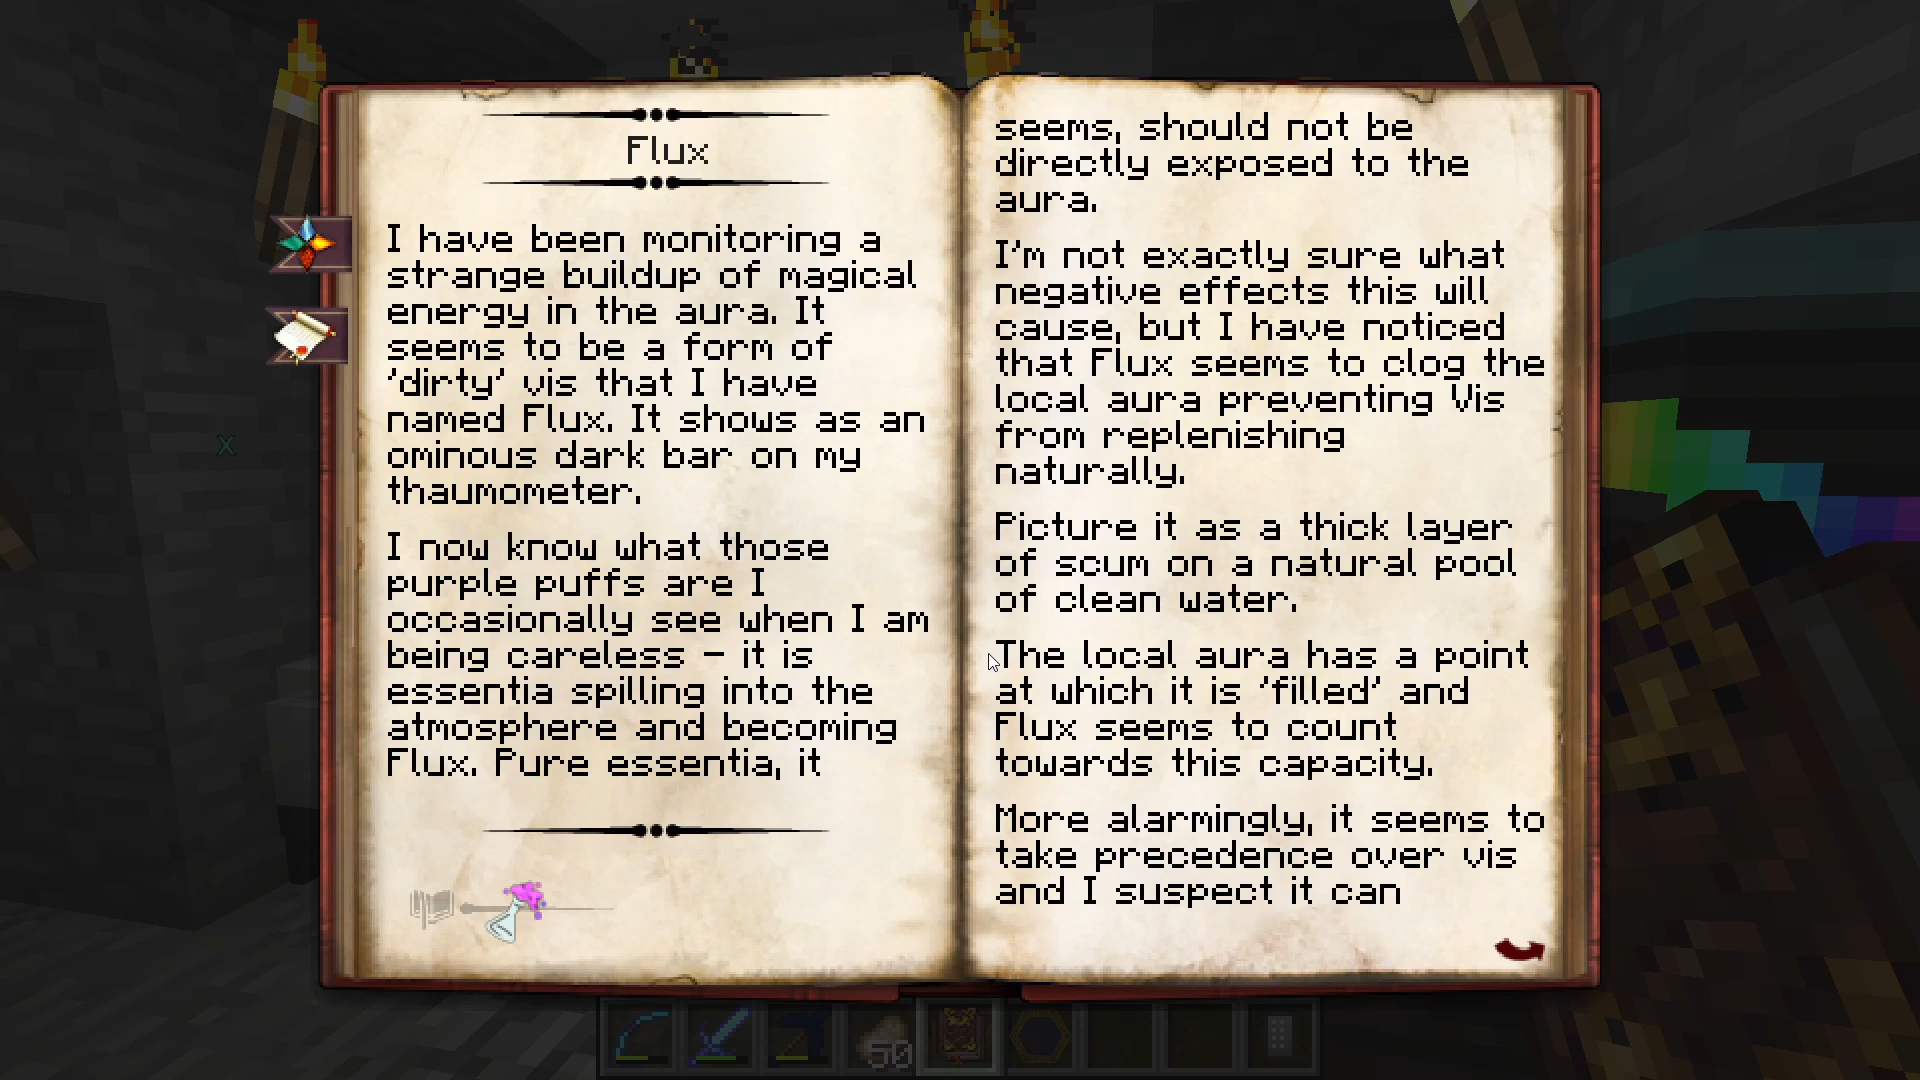 Flux
I have been monitoring a
strange buildup of magical
energy in the aura. It
seems to be a form of
'dirty' vis that I have
named Flux. It shows as an
ominous dark bar on my
thaumometer.
I now know what those
purple puffs are I
occasionally see when I am
being careless - it is
essentia spilling into the
atmosphere and becoming
Flux. Pure essentia, it
seems, should not be
directly exposed to the
aura.
I'm not exactly sure what
negative effects this will
cause, but I have noticed
that Flux seems to clog the
local aura preventing Vis
from replenishing
naturally.
Picture it as a thick layer
of scum on a natural pool
of clean water.
The local aura has a point
at which it is 'filled' and
Flux seems to count
towards this capacity.
More alarmingly, it seems to
take precedence over vis
and I suspect it can
X
50